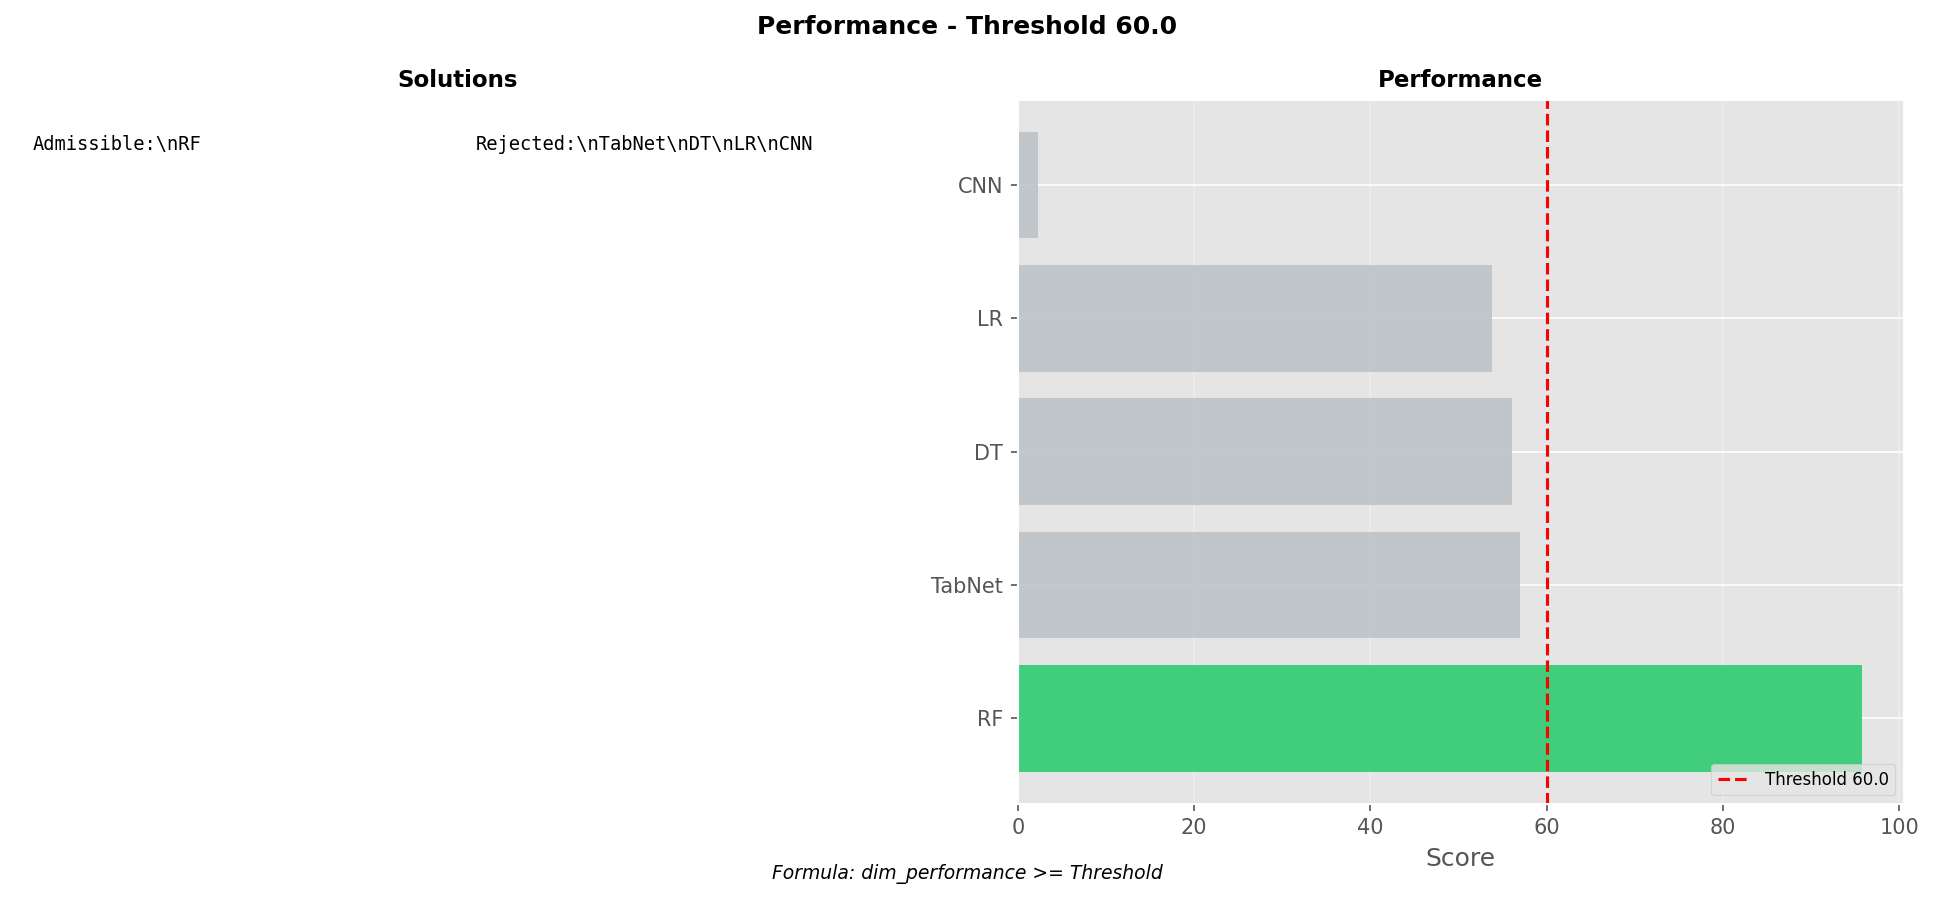 Performance - Threshold 60.0
Solutions
Admissible:\nRF
Rejected:\nTabNet\nDT\nLR\nCNN
Performance
CNN
LR
DT
TabNet
RF
Threshold 60.0
0 20 40 60 80 100
Score
Formula: dim_performance >= Threshold